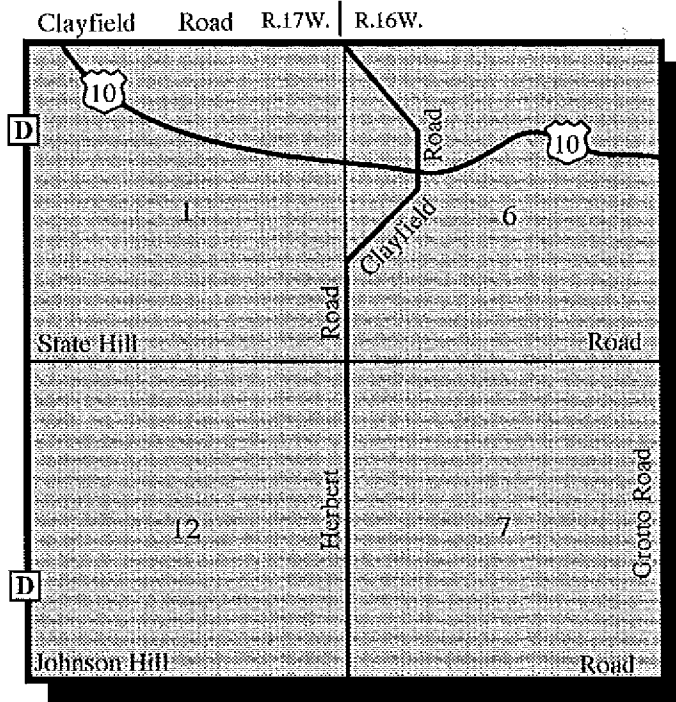 Clayfield Road R.17W. R.16W.
10
D
Road
10
1
6
Clayfield
Road
State Hill Road
Herbert
12
7
Grotto Road
D
Johnson Hill Road